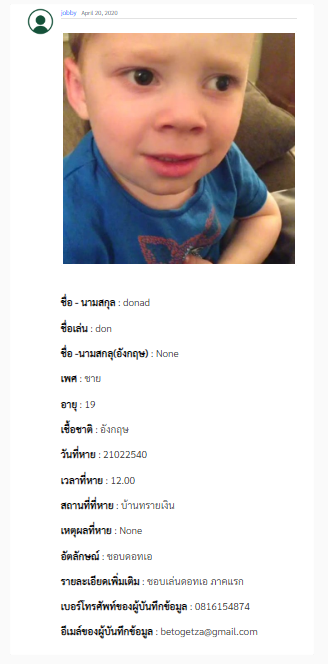 jobby April 20, 2020
ชื่อ - นามสกุล : donad
ชื่อเล่น : don
ชื่อ -นามสกลุ(อังกฤษ) : None
เพศ : ชาย
อายุ : 19
เชื้อชาติ : อังกฤษ
วันที่หาย : 21022540
เวลาที่หาย : 12.00
สถานที่ที่หาย : บ้านทรายเงิน
เหตุผลที่หาย : None
อัตลักษณ์ : ชอบดอทเอ
รายละเอียดเพิ่มเติม : ชอบเล่นดอทเอ ภาคแรก
เบอร์โทรศัพท์ของผู้บันทึกข้อมูล : 0816154874
อีเมล์ของผู้บันทึกข้อมูล : betogetza@gmail.com